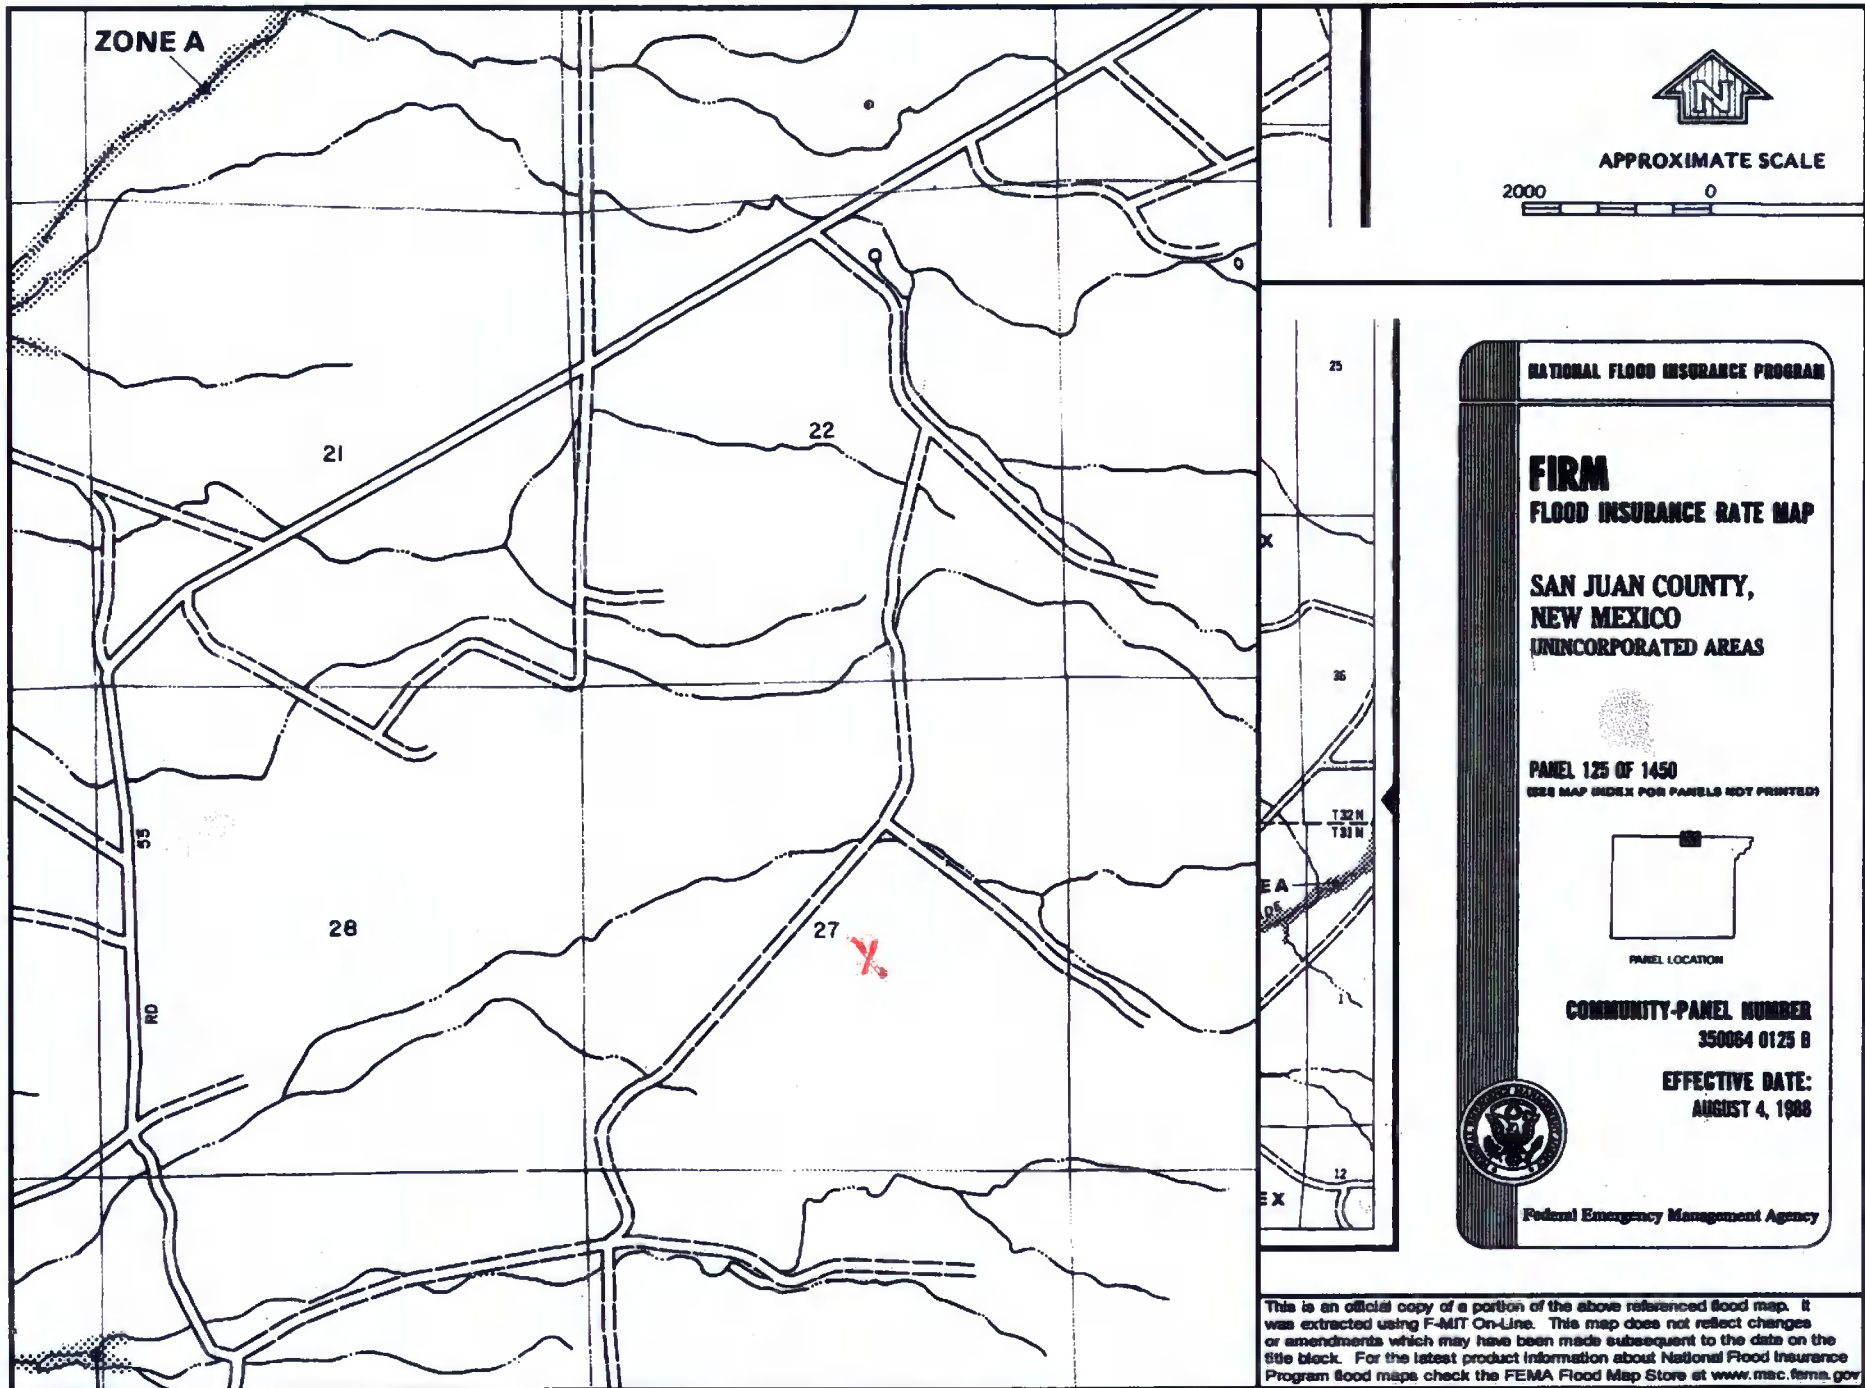 ZONE A
21
22
28
27
55
RD
APPROXIMATE SCALE
2000 0
25
X
36
T32N
T31N
E A
1
12
E X
NATIONAL FLOOD INSURANCE PROGRAM
FIRM
FLOOD INSURANCE RATE MAP
SAN JUAN COUNTY,
NEW MEXICO
UNINCORPORATED AREAS
PANEL 125 OF 1450
(SEE MAP INDEX FOR PANELS NOT PRINTED)
PANEL LOCATION
COMMUNITY-PANEL NUMBER
350064 0125 B
EFFECTIVE DATE:
AUGUST 4, 1988
Federal Emergency Management Agency
This is an official copy of a portion of the above referenced flood map. It
was extracted using F-MIT On-Line. This map does not reflect changes
or amendments which may have been made subsequent to the date on the
title block. For the latest product information about National Flood Insurance
Program flood maps check the FEMA Flood Map Store at www.msc.fema.gov